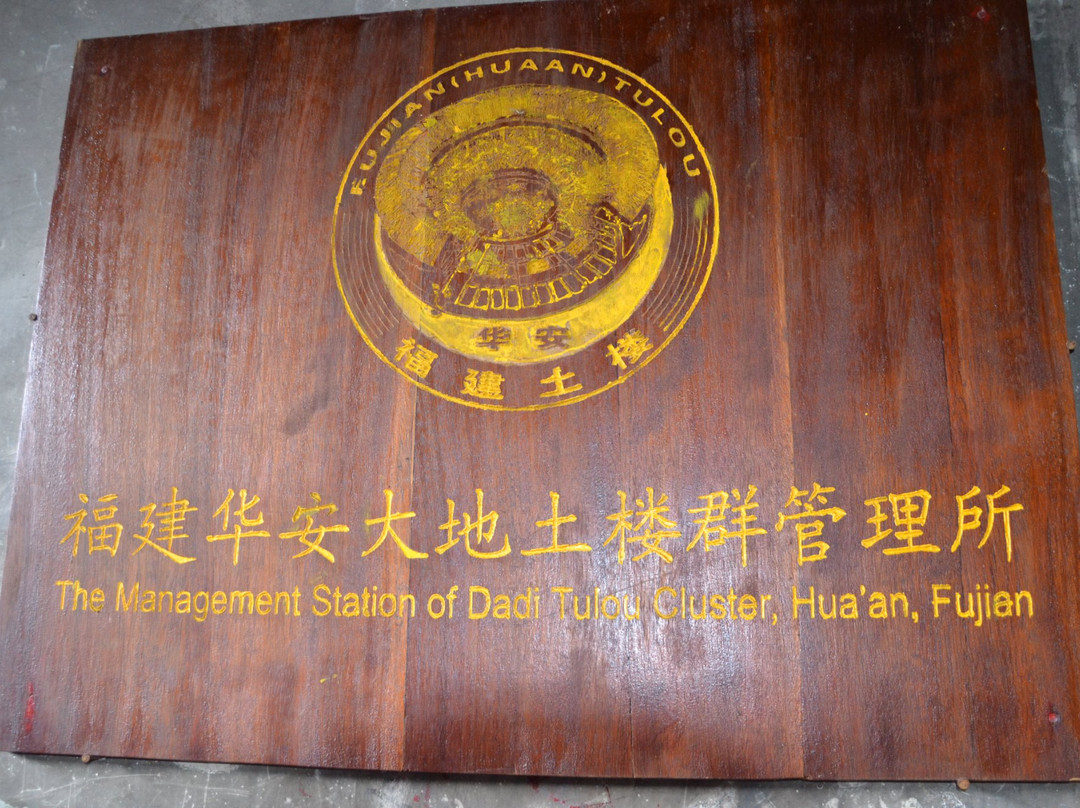 FUJIAN(HUAAN)TULOU
华安
福建土楼
福建华安大地土楼群管理所
The Management Station of Dadi Tulou Cluster, Hua'an, Fujian